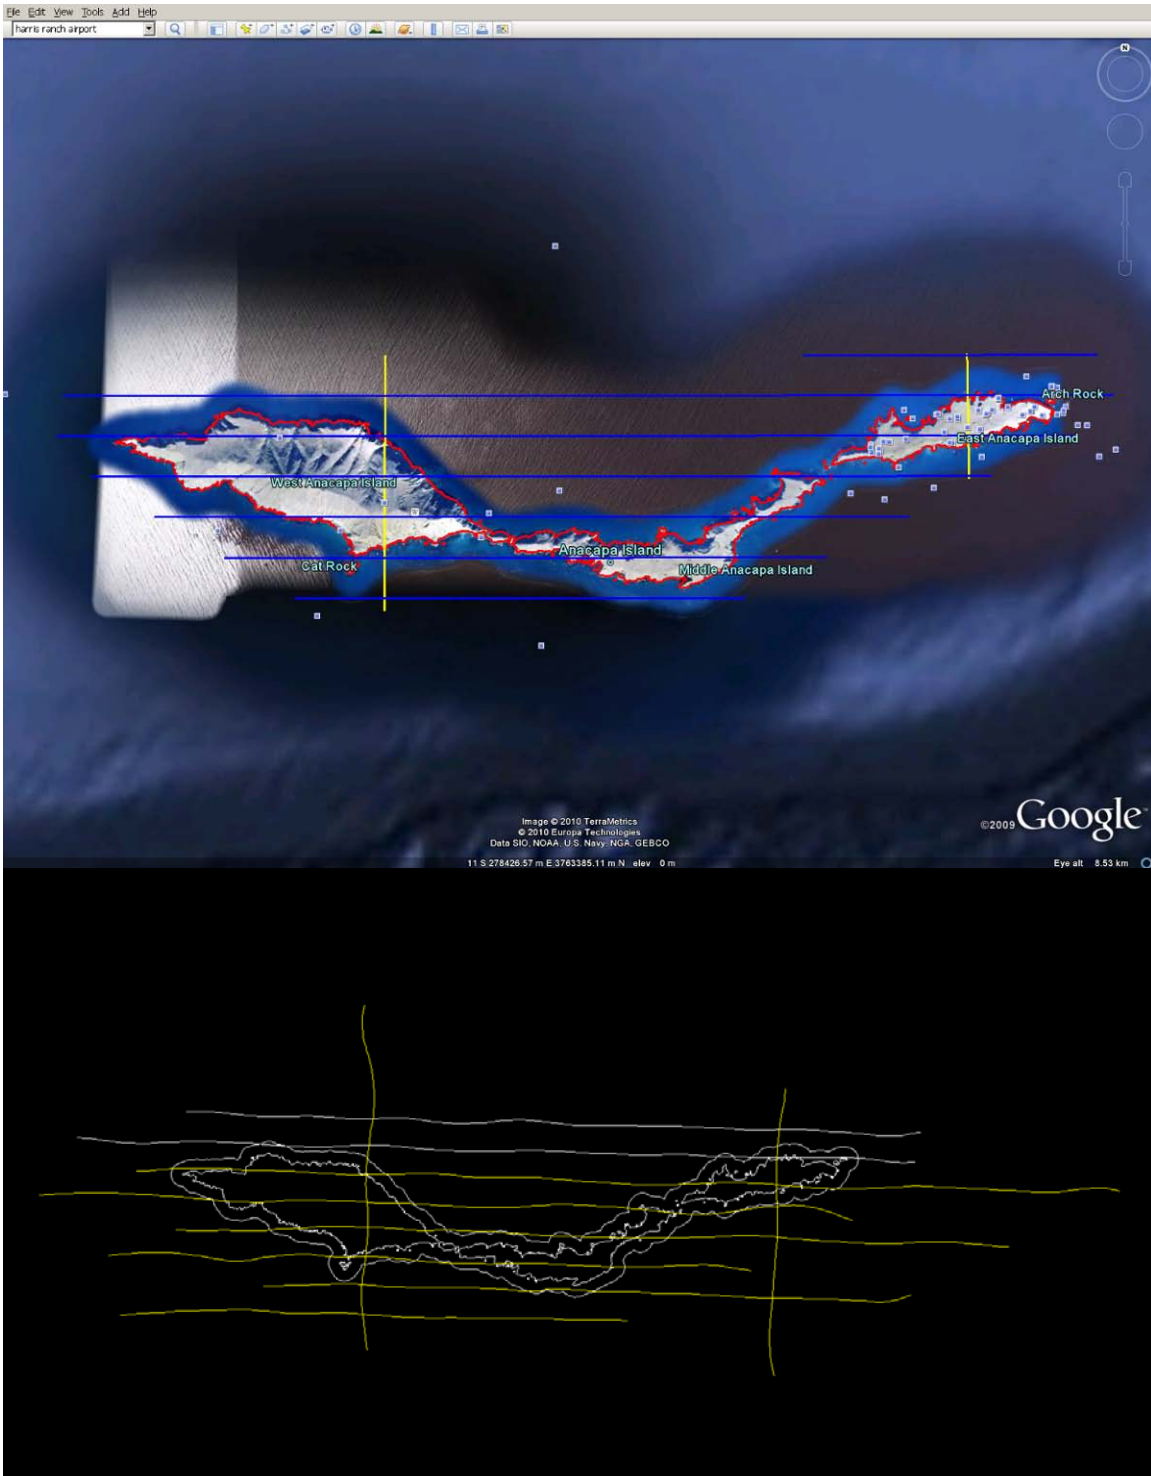 File Edit View Tools Add Help
harris ranch airport
N
Arch Rock
East Anacapa Island
West Anacapa Island
Anacapa Island
Cat Rock
Middle Anacapa Island
Image © 2010 TerraMetrics
© 2010 Europa Technologies
Data SIO, NOAA, U.S. Navy, NGA, GEBCO
©2009 Google
11 S 278426.57 m E 3763385.11 m N elev 0 m
Eye alt 8.53 km